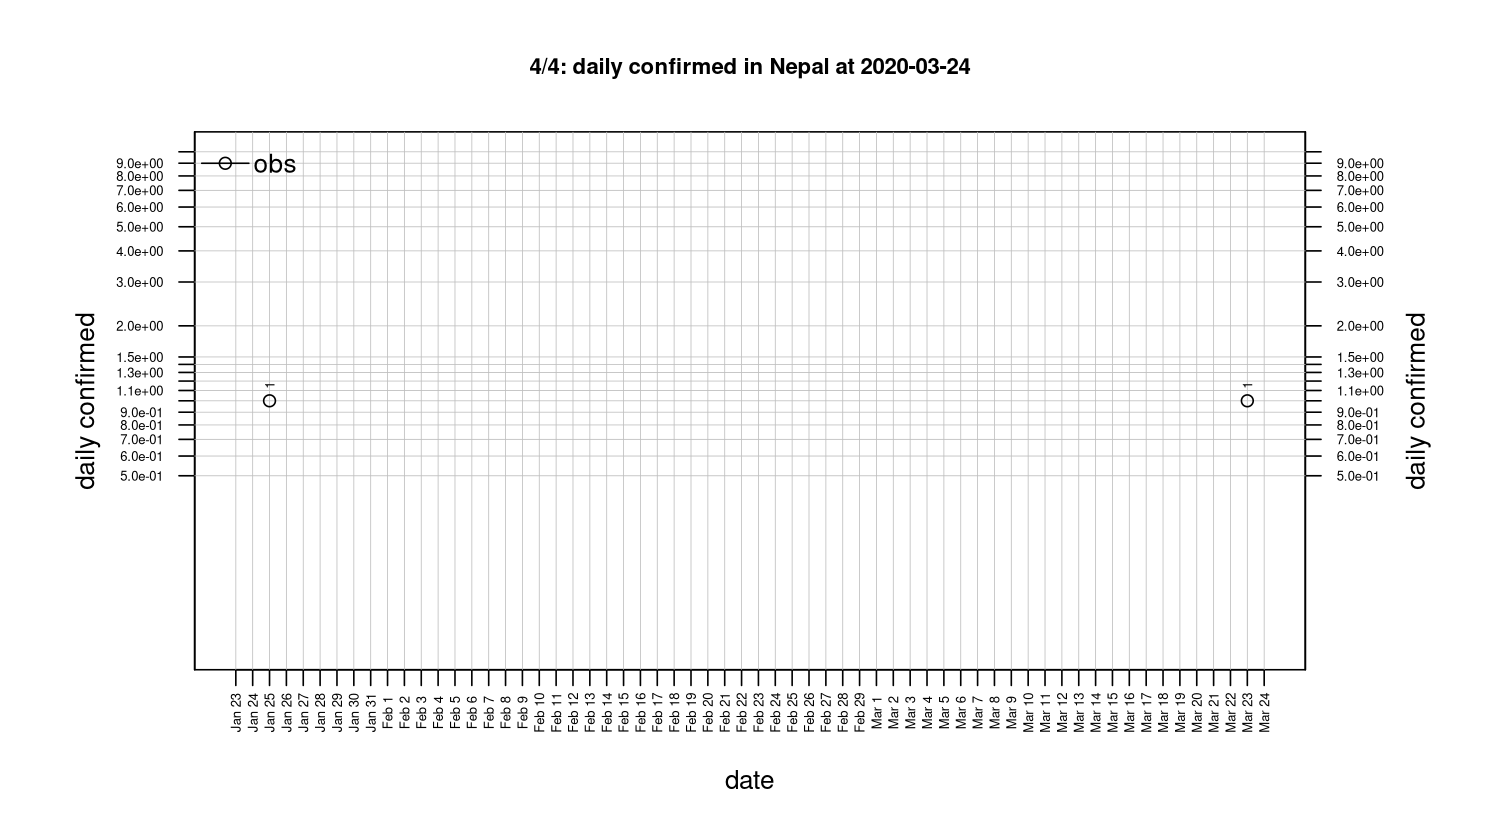 4/4: daily confirmed in Nepal at 2020-03-24
obs
daily confirmed
9.0e+00
8.0e+00
7.0e+00
6.0e+00
5.0e+00
4.0e+00
3.0e+00
2.0e+00
1.5e+00
1.3e+00
1.1e+00
9.0e-01
8.0e-01
7.0e-01
6.0e-01
5.0e-01
1
1
9.0e+00
8.0e+00
7.0e+00
6.0e+00
5.0e+00
4.0e+00
3.0e+00
2.0e+00
1.5e+00
1.3e+00
1.1e+00
9.0e-01
8.0e-01
7.0e-01
6.0e-01
5.0e-01
daily confirmed
Jan 23
Jan 24
Jan 25
Jan 26
Jan 27
Jan 28
Jan 29
Jan 30
Jan 31
Feb 1
Feb 2
Feb 3
Feb 4
Feb 5
Feb 6
Feb 7
Feb 8
Feb 9
Feb 10
Feb 11
Feb 12
Feb 13
Feb 14
Feb 15
Feb 16
Feb 17
Feb 18
Feb 19
Feb 20
Feb 21
Feb 22
Feb 23
Feb 24
Feb 25
Feb 26
Feb 27
Feb 28
Feb 29
Mar 1
Mar 2
Mar 3
Mar 4
Mar 5
Mar 6
Mar 7
Mar 8
Mar 9
Mar 10
Mar 11
Mar 12
Mar 13
Mar 14
Mar 15
Mar 16
Mar 17
Mar 18
Mar 19
Mar 20
Mar 21
Mar 22
Mar 23
Mar 24
date